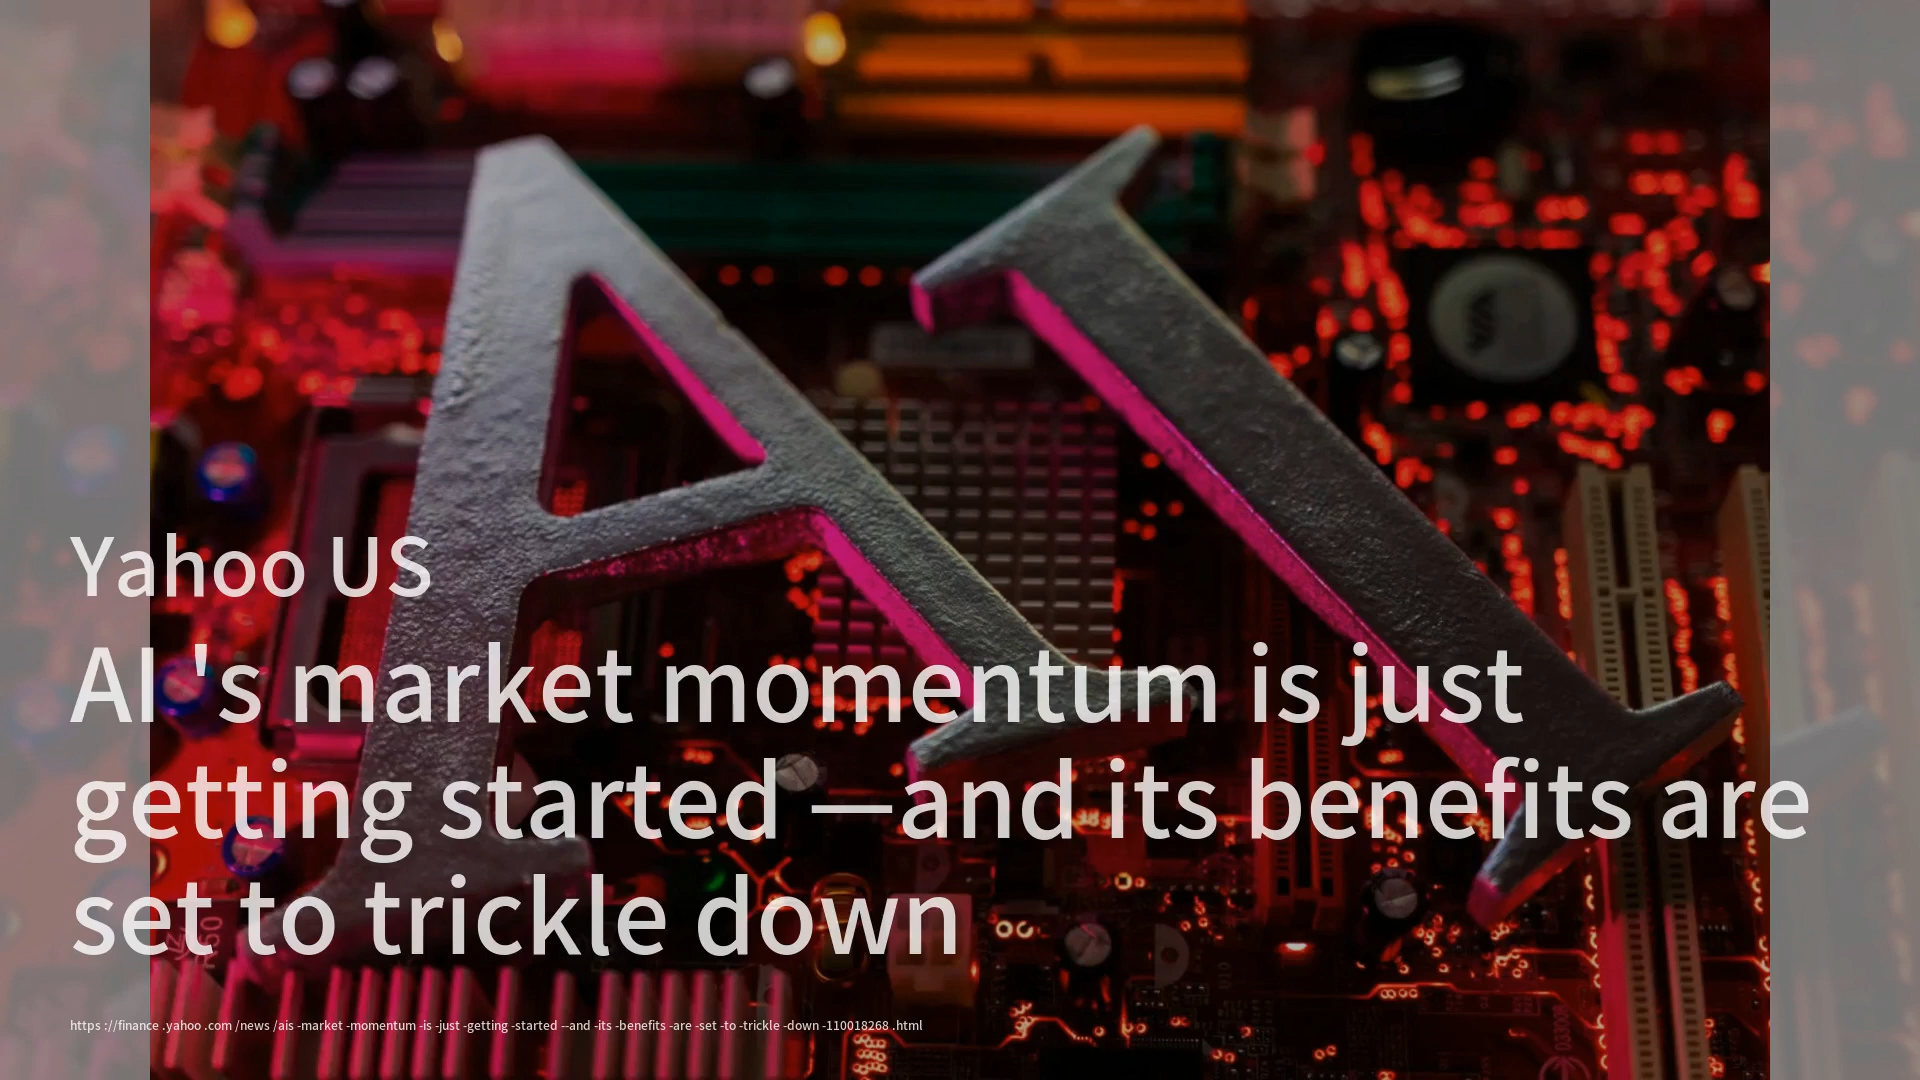 Yahoo US
AI 's market momentum is just
getting started —and its benefits are
set to trickle down
https ://finance .yahoo .com /news /ais -market -momentum -is -just -getting -started --and -its -benefits -are -set -to -trickle -down -110018268 .html